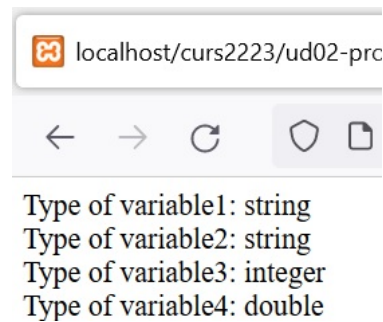 localhost/curs2223/ud02-pro
Type of variable1: string
Type of variable2: string
Type of variable3: integer
Type of variable4: double